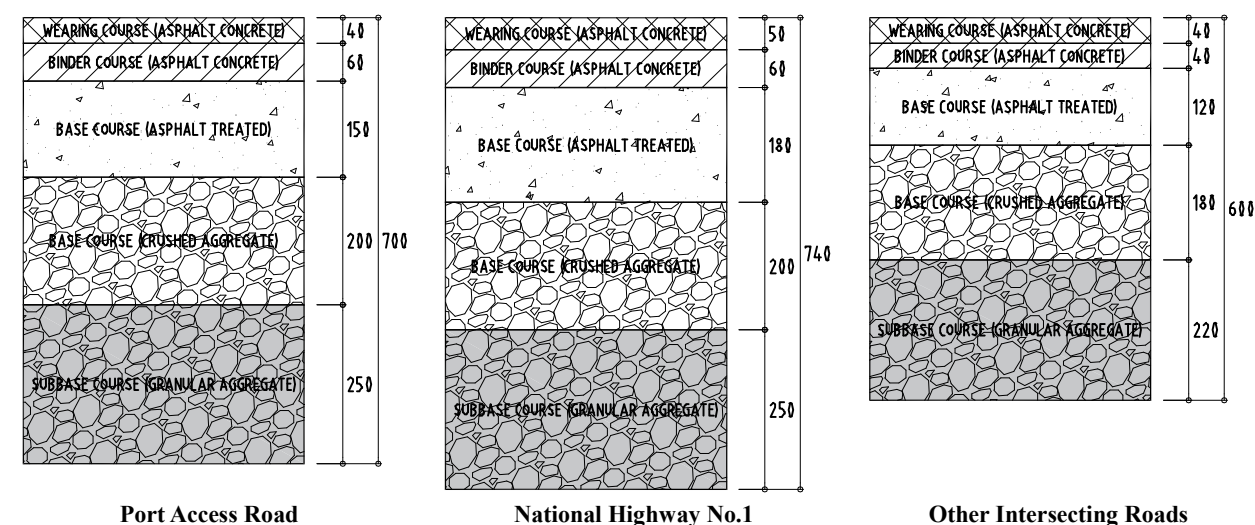 WEARING COURSE (ASPHALT CONCRETE) 40
BINDER COURSE (ASPHALT CONCRETE) 60
BASE COURSE (ASPHALT TREATED) 150
BASE COURSE (CRUSHED AGGREGATE) 200 700
SUBBASE COURSE (GRANULAR AGGREGATE) 250
Port Access Road
WEARING COURSE (ASPHALT CONCRETE) 50
BINDER COURSE (ASPHALT CONCRETE) 60
BASE COURSE (ASPHALT TREATED) 180
BASE COURSE (CRUSHED AGGREGATE) 200 740
SUBBASE COURSE (GRANULAR AGGREGATE) 250
National Highway No.1
WEARING COURSE (ASPHALT CONCRETE) 40
BINDER COURSE (ASPHALT CONCRETE) 40
BASE COURSE (ASPHALT TREATED) 120
BASE COURSE (CRUSHED AGGREGATE) 180 600
SUBBASE COURSE (GRANULAR AGGREGATE) 220
Other Intersecting Roads